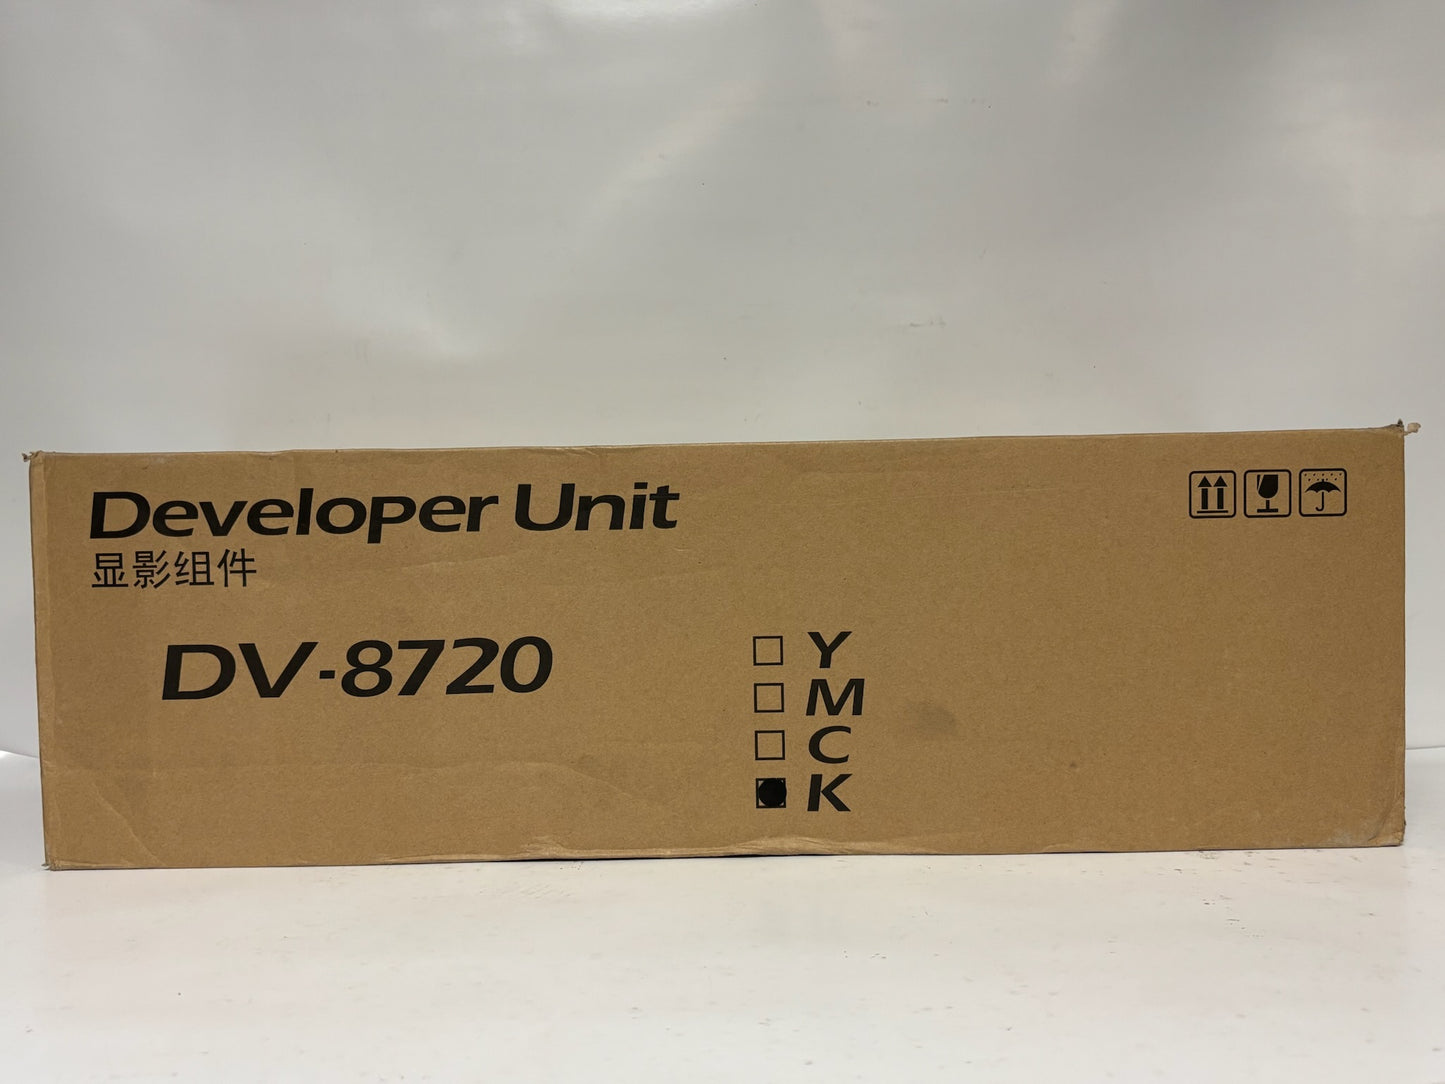 Developer Unit
显影组件
DV-8720
Y
M
C
K